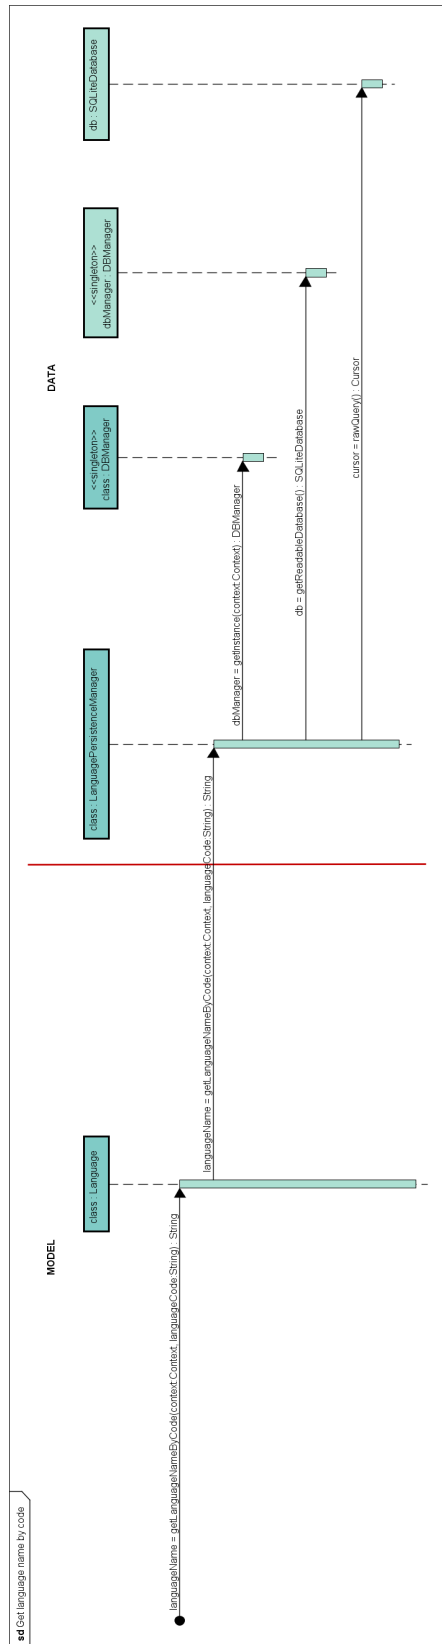 sd Get language name by code
MODEL
DATA
class : Language
class : LanguagePersistenceManager
<<singleton>>
class : DBManager
<<singleton>>
dbManager : DBManager
db : SQLiteDatabase
languageName = getLanguageNameByCode(context:Context, languageCode:String) : String
languageName = getLanguageNameByCode(context:Context, languageCode:String) : String
dbManager = getInstance(context:Context) : DBManager
db = getReadableDatabase() : SQLiteDatabase
cursor = rawQuery() : Cursor